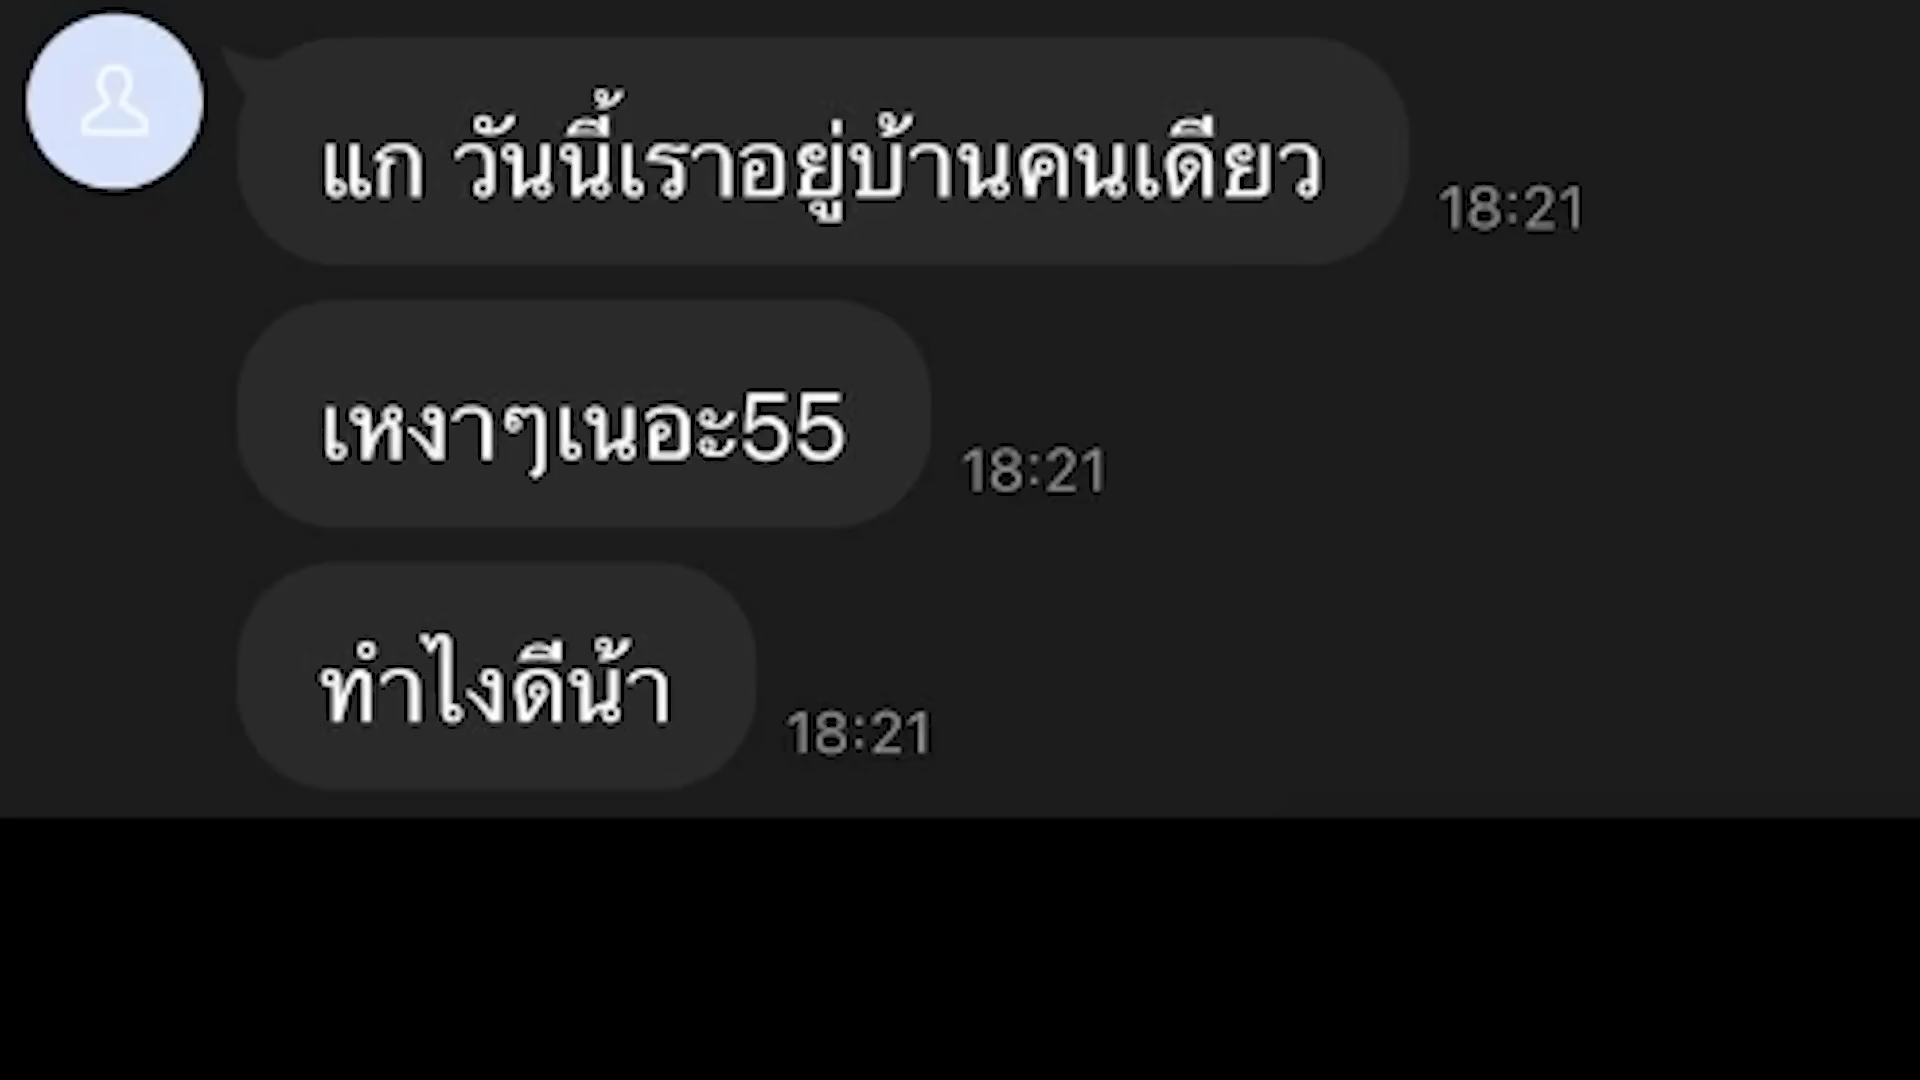 แก วันนี้เราอยู่บ้านคนเดียว
18:21
เหงาๆเนอะ55
18:21
ทำไงดีน้า
18:21